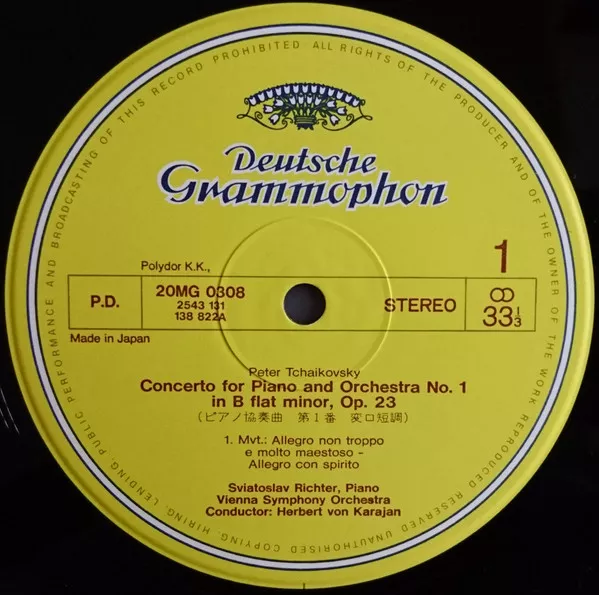 ALL RIGHTS OF THE PRODUCER AND OF THE OWNER OF THE WORK REPRODUCED RESERVED UNAUTHORISED COPYING, HIRING, LENDING, PUBLIC PERFORMANCE AND BROADCASTING OF THIS RECORD PROHIBITED
Deutsche
Grammophon
Polydor K.K.,
1
P.D.
20MG 0308
2543 131
138 822A
STEREO
33 1/3
Made in Japan
Peter Tchaikovsky
Concerto for Piano and Orchestra No. 1
in B flat minor, Op. 23
(ピアノ協奏曲 第1番 変ロ短調)
1. Mvt.: Allegro non troppo
e molto maestoso -
Allegro con spirito
Sviatoslav Richter, Piano
Vienna Symphony Orchestra
Conductor: Herbert von Karajan